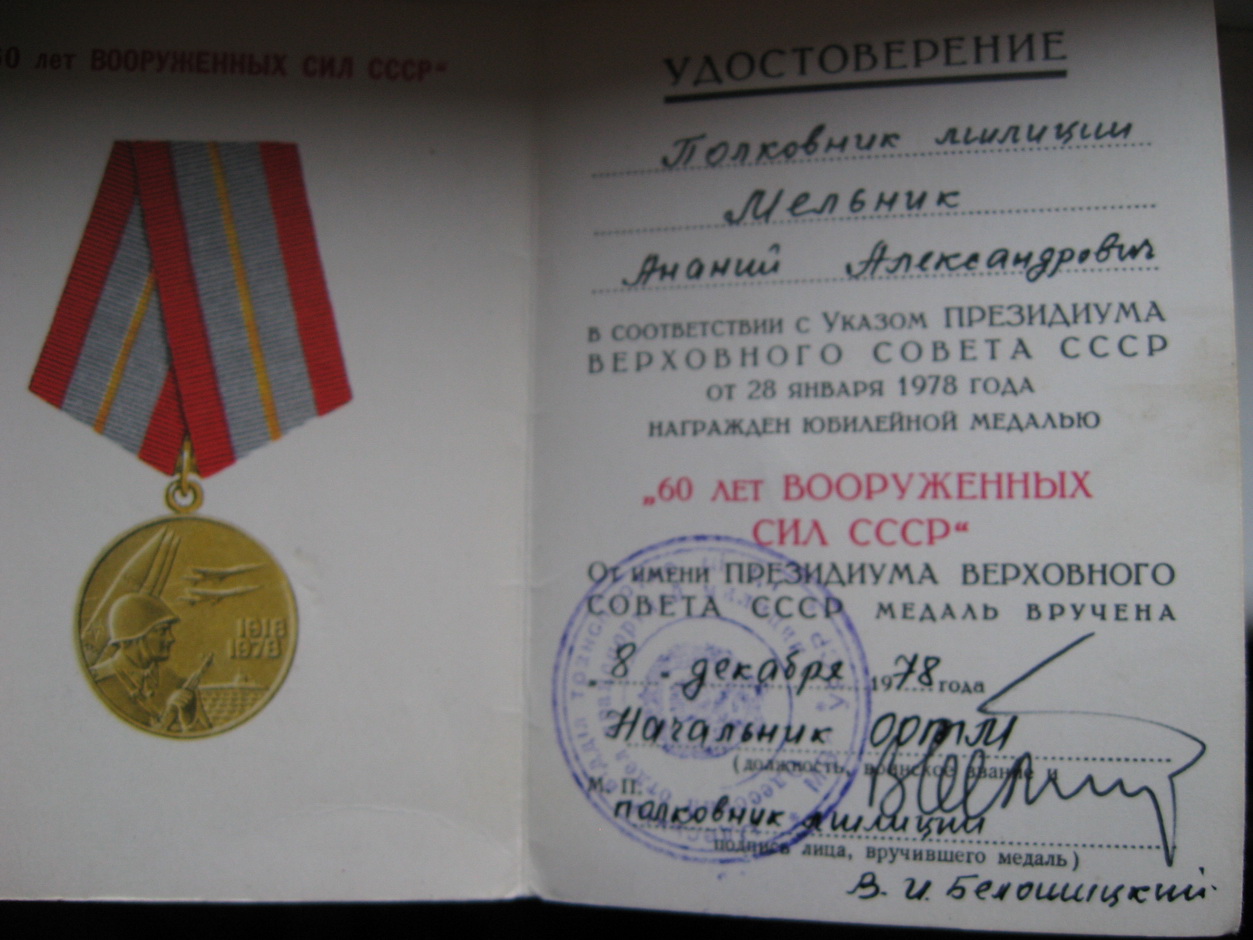 60 лет ВООРУЖЕННЫХ СИЛ СССР“
1918
1978
УДОСТОВЕРЕНИЕ
Полковник милиции
Мельник
Ананий Александрович
в соответствии с Указом ПРЕЗИДИУМА
ВЕРХОВНОГО СОВЕТА СССР
от 28 января 1978 года
награжден юбилейной медалью
„60 лет ВООРУЖЕННЫХ
СИЛ СССР“
От имени ПРЕЗИДИУМА ВЕРХОВНОГО
СОВЕТА СССР медаль вручена
„8“ декабря 1978 года
Начальник ООТМ
(должность, воинское звание и
М. П.
полковник милиции
подпись лица, вручившего медаль)
В. И. Белошицкий